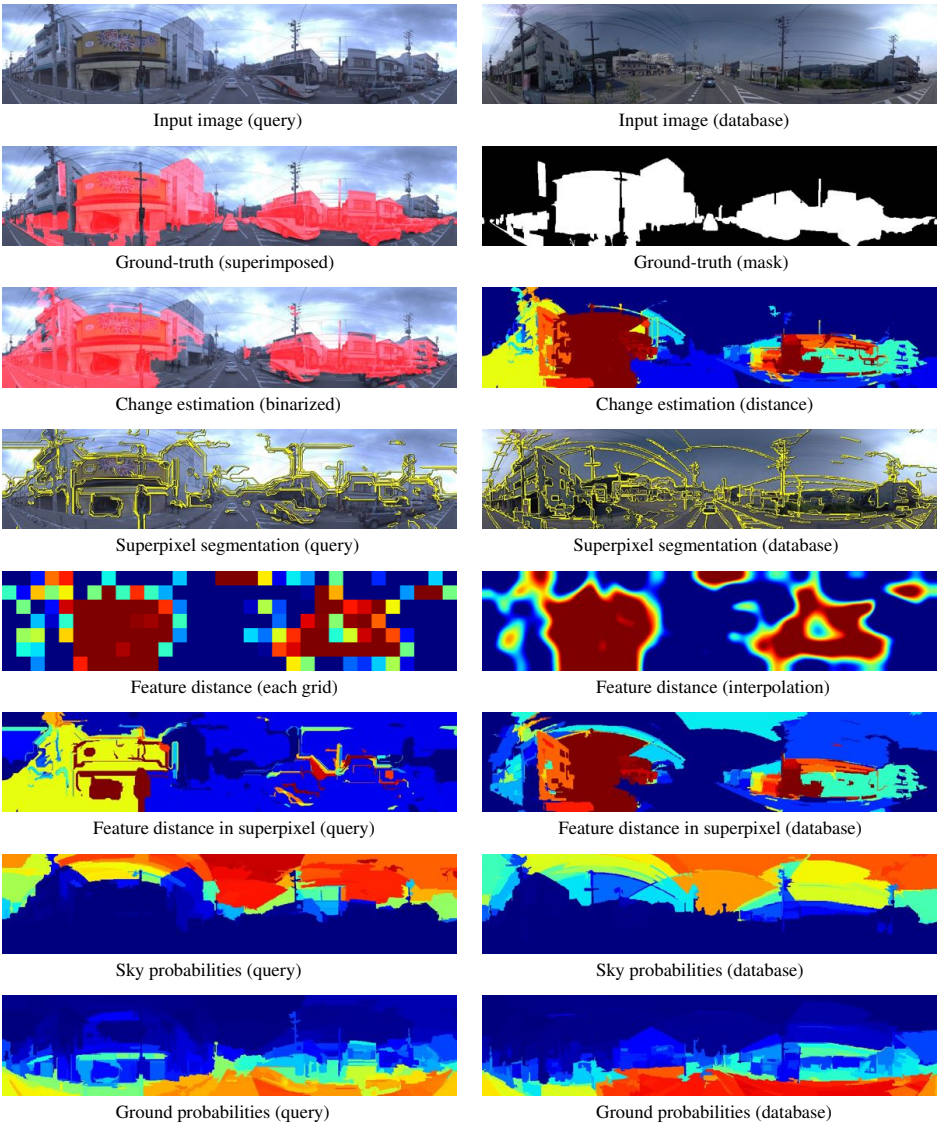 Input image (query)
Input image (database)
Ground-truth (superimposed)
Ground-truth (mask)
Change estimation (binarized)
Change estimation (distance)
Superpixel segmentation (query)
Superpixel segmentation (database)
Feature distance (each grid)
Feature distance (interpolation)
Feature distance in superpixel (query)
Feature distance in superpixel (database)
Sky probabilities (query)
Sky probabilities (database)
Ground probabilities (query)
Ground probabilities (database)